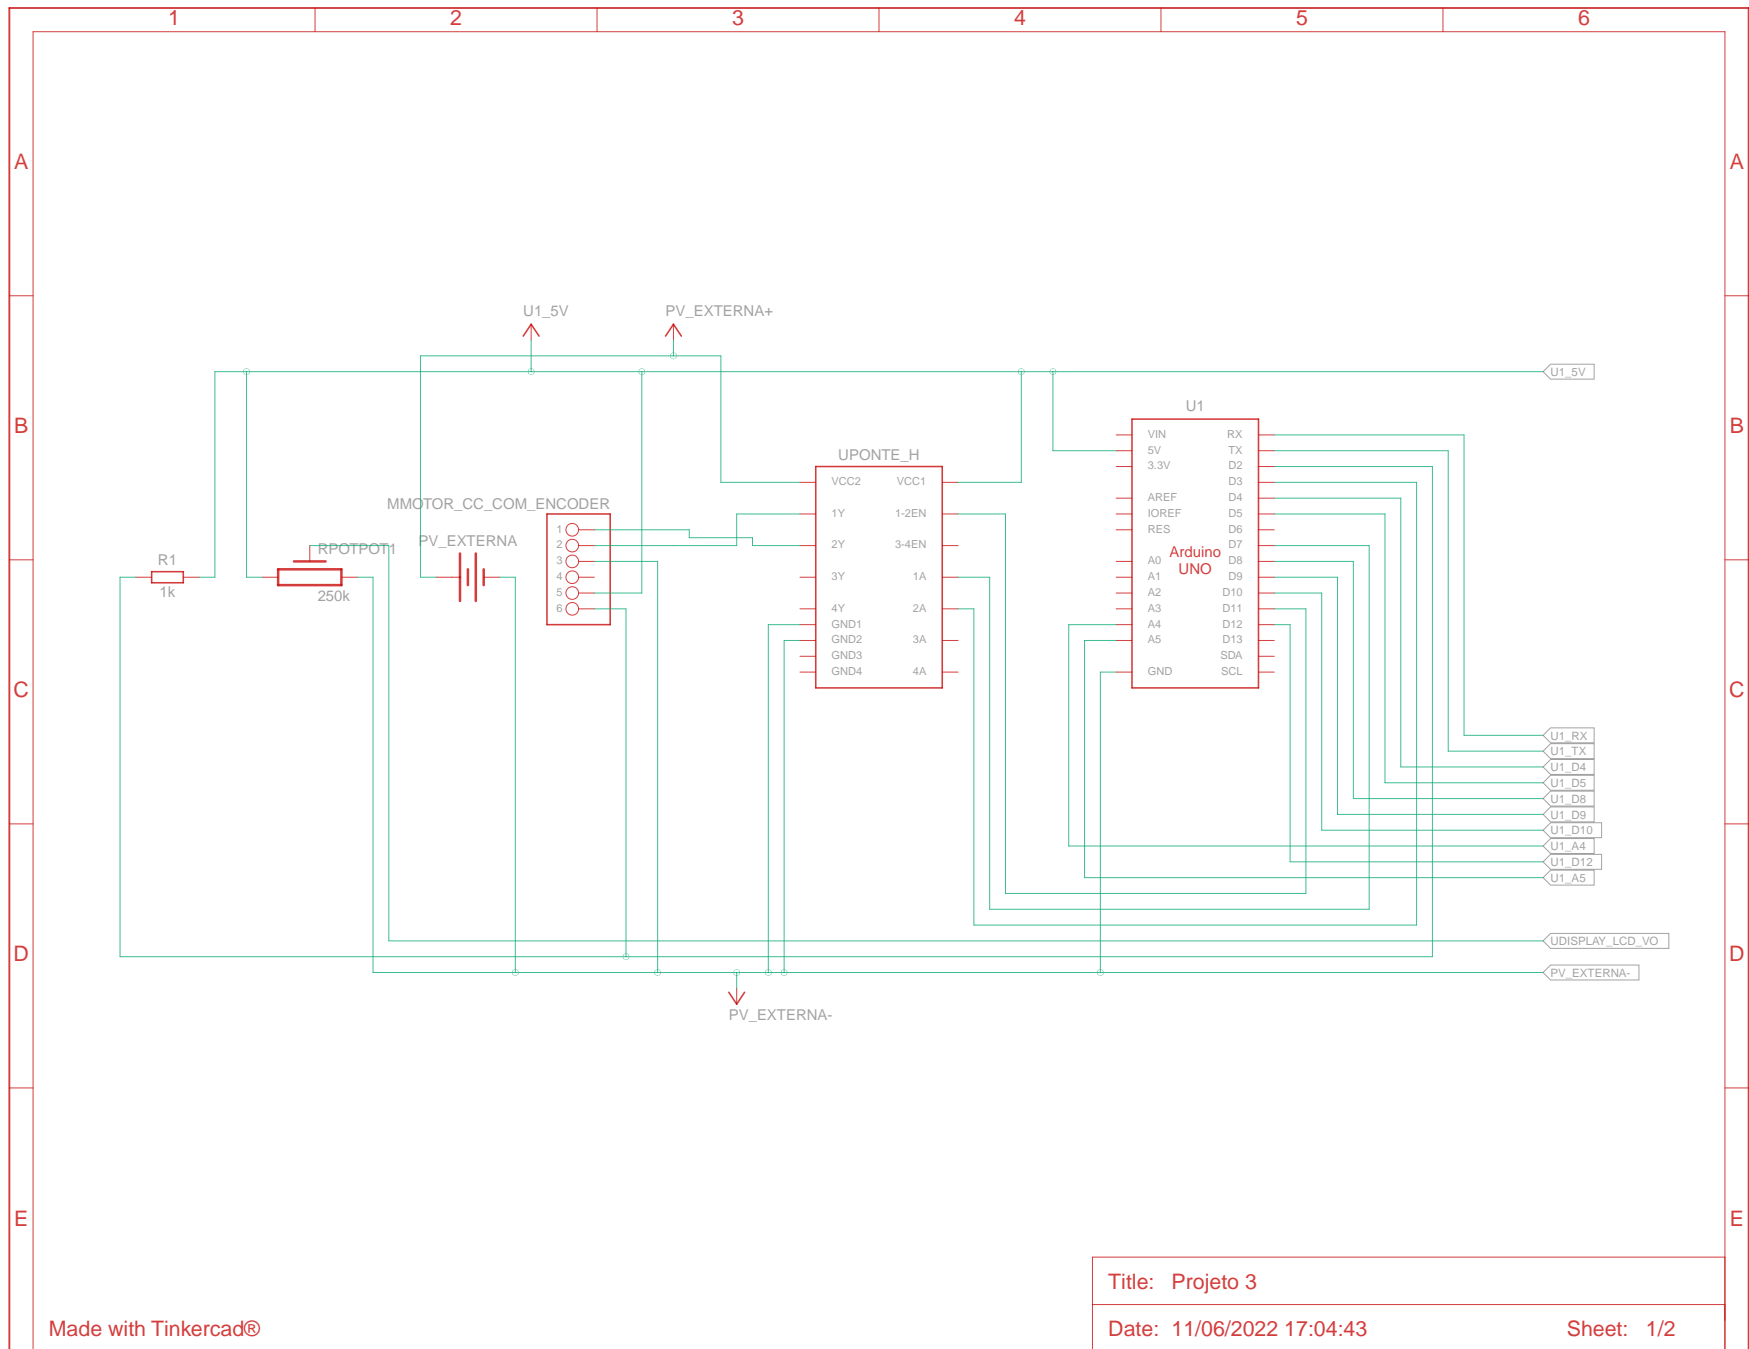 1 2 3 4 5 6
A A
U1_5V PV_EXTERNA+
U1_5V
B B
U1
UPONTE_H
MMOTOR_CC_COM_ENCODER
PV_EXTERNA
RPOTPOT1
250k
R1
1k
1
2
3
4
5
6
VCC2 VCC1
1Y 1-2EN
2Y 3-4EN
3Y 1A
4Y 2A
GND1
GND2 3A
GND3
GND4 4A
VIN RX
5V TX
3.3V D2
D3
AREF D4
IOREF D5
RES D6
D7
A0 D8
A1 D9
A2 D10
A3 D11
A4 D12
A5 D13
SDA
GND SCL
Arduino
UNO
C C
U1_RX
U1_TX
U1_D4
U1_D5
U1_D8
U1_D9
U1_D10
U1_A4
U1_D12
U1_A5
D D
UDISPLAY_LCD_VO
PV_EXTERNA-
PV_EXTERNA-
E E
Title: Projeto 3
Made with Tinkercad®
Date: 11/06/2022 17:04:43 Sheet: 1/2